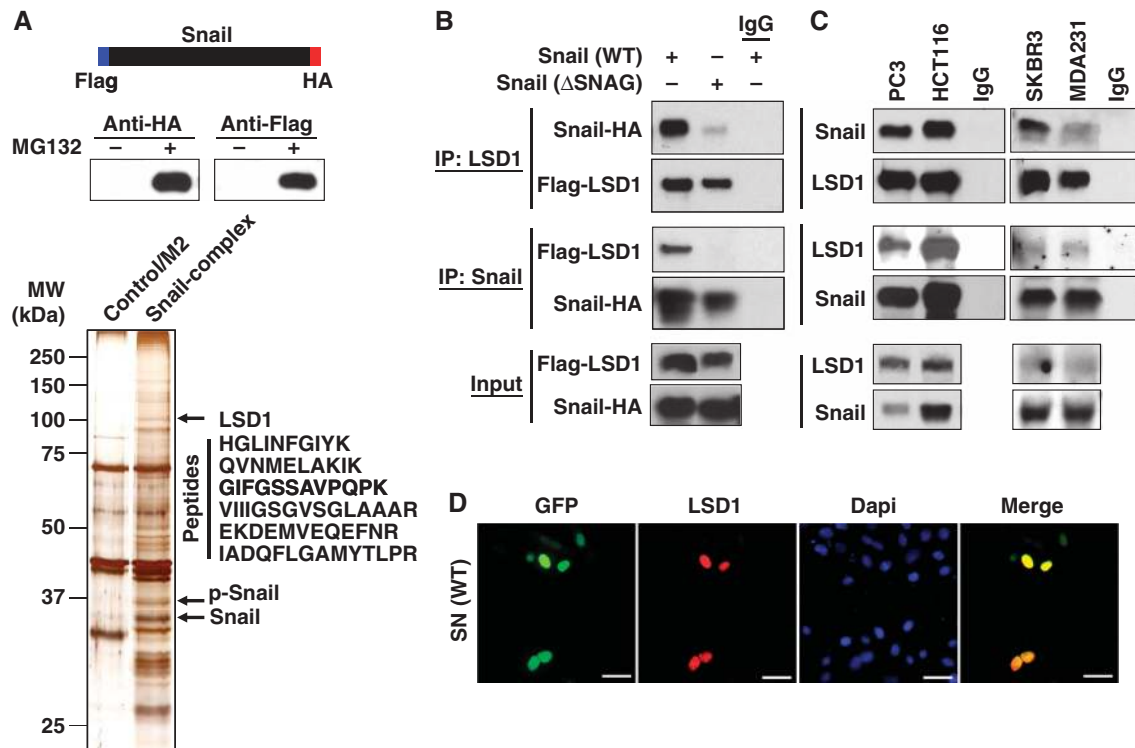 A
Snail
Flag HA
Anti-HA Anti-Flag
MG132 – + – +
Control/M2
Snail-complex
MW
(kDa)
250
150
100
75
50
37
25
LSD1
Peptides
HGLINFGIYK
QVNMELAKIK
GIFGSSAVPQPK
VIIIGSGVSGLAAAR
EKDEMVEQEFNR
IADQFLGAMYTLPR
p-Snail
Snail
B
IgG
Snail (WT) + – +
Snail (ΔSNAG) – + –
IP: LSD1
Snail-HA
Flag-LSD1
IP: Snail
Flag-LSD1
Snail-HA
Input
Flag-LSD1
Snail-HA
C
PC3 HCT116 IgG SKBR3 MDA231 IgG
Snail
LSD1
LSD1
Snail
LSD1
Snail
D
GFP LSD1 Dapi Merge
SN (WT)